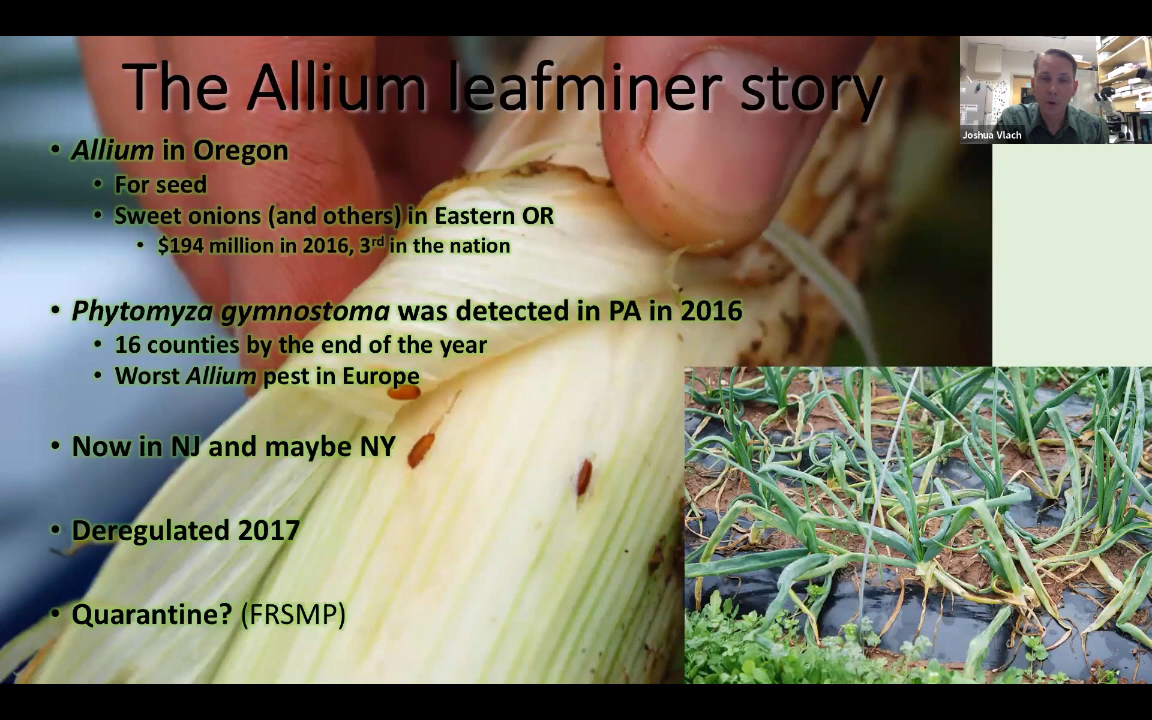 The Allium leafminer story
Joshua Vlach
• Allium in Oregon
• For seed
• Sweet onions (and others) in Eastern OR
• $194 million in 2016, 3rd in the nation
• Phytomyza gymnostoma was detected in PA in 2016
• 16 counties by the end of the year
• Worst Allium pest in Europe
• Now in NJ and maybe NY
• Deregulated 2017
• Quarantine? (FRSMP)